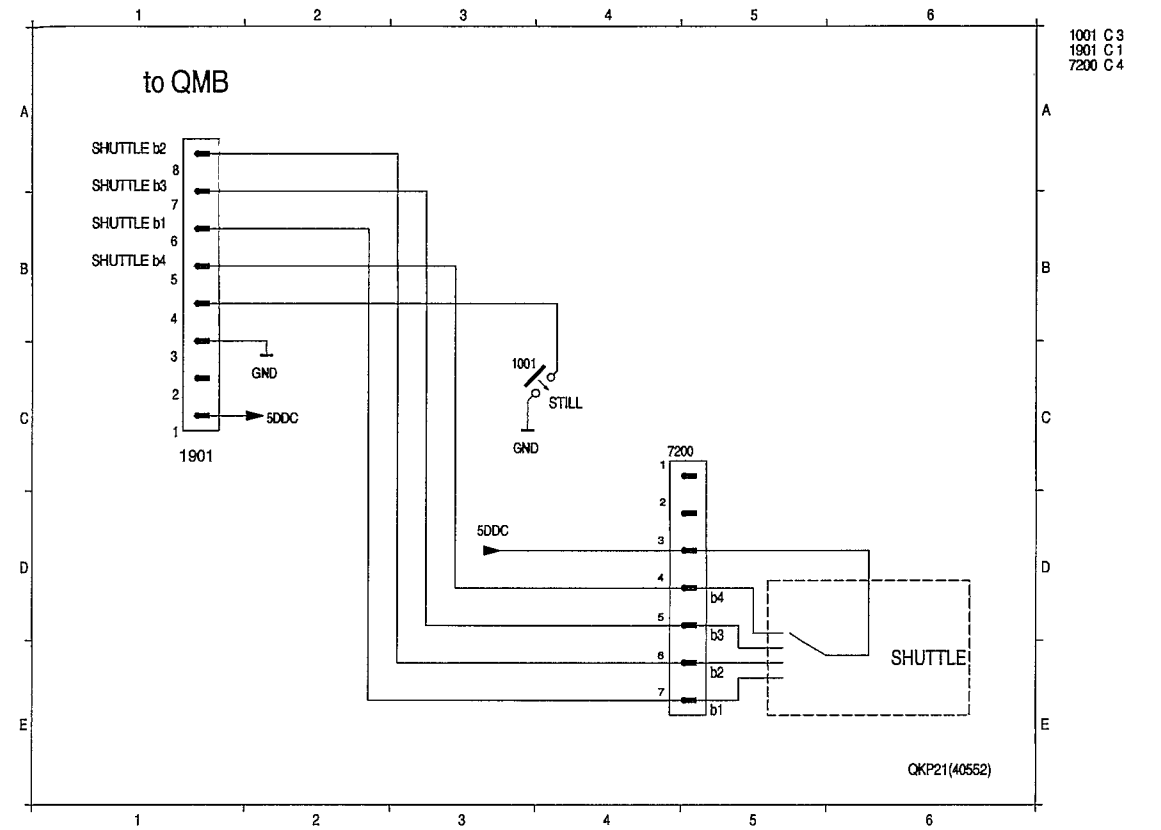 1 2 3 4 5 6
1001 C 3
1901 C 1
7200 C 4
to QMB
A A
SHUTTLE b2
8
SHUTTLE b3
7
SHUTTLE b1
6
SHUTTLE b4
B B
5
4
3
GND
1001
STILL
2
C C
5DDC
1
GND
1901
7200
1
2
5DDC
3
D D
4
b4
5
b3
6
b2
SHUTTLE
7
b1
E E
QKP21(40552)
1 2 3 4 5 6